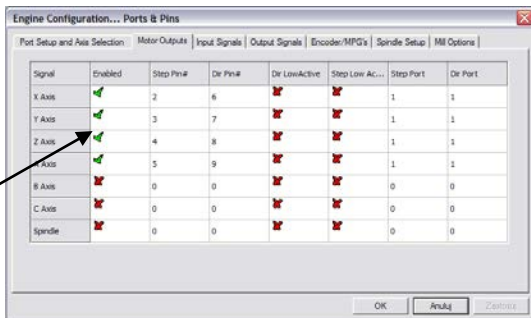 Engine Configuration... Ports & Pins
Port Setup and Axis Selection Motor Outputs Input Signals Output Signals Encoder/MPG's Spindle Setup Mill Options
Signal Enabled Step Pin# Dir Pin# Dir LowActive Step Low Ac... Step Port Dir Port
X Axis 2 6 1 1
Y Axis 3 7 1 1
Z Axis 4 8 1 1
A Axis 5 9 1 1
B Axis 0 0 0 0
C Axis 0 0 0 0
Spindle 0 0 0 0
OK Anuluj Zastosuj